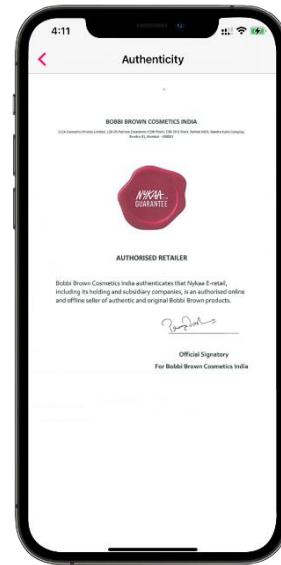 4:11
Authenticity
BOBBI BROWN COSMETICS INDIA
NYKAA
GUARANTEE
AUTHORISED RETAILER
Bobbi Brown Cosmetics India authenticates that Nykaa E-retail,
including its holding and subsidiary companies, is an authorised online
and offline seller of authentic and original Bobbi Brown products.
Official Signatory
For Bobbi Brown Cosmetics India